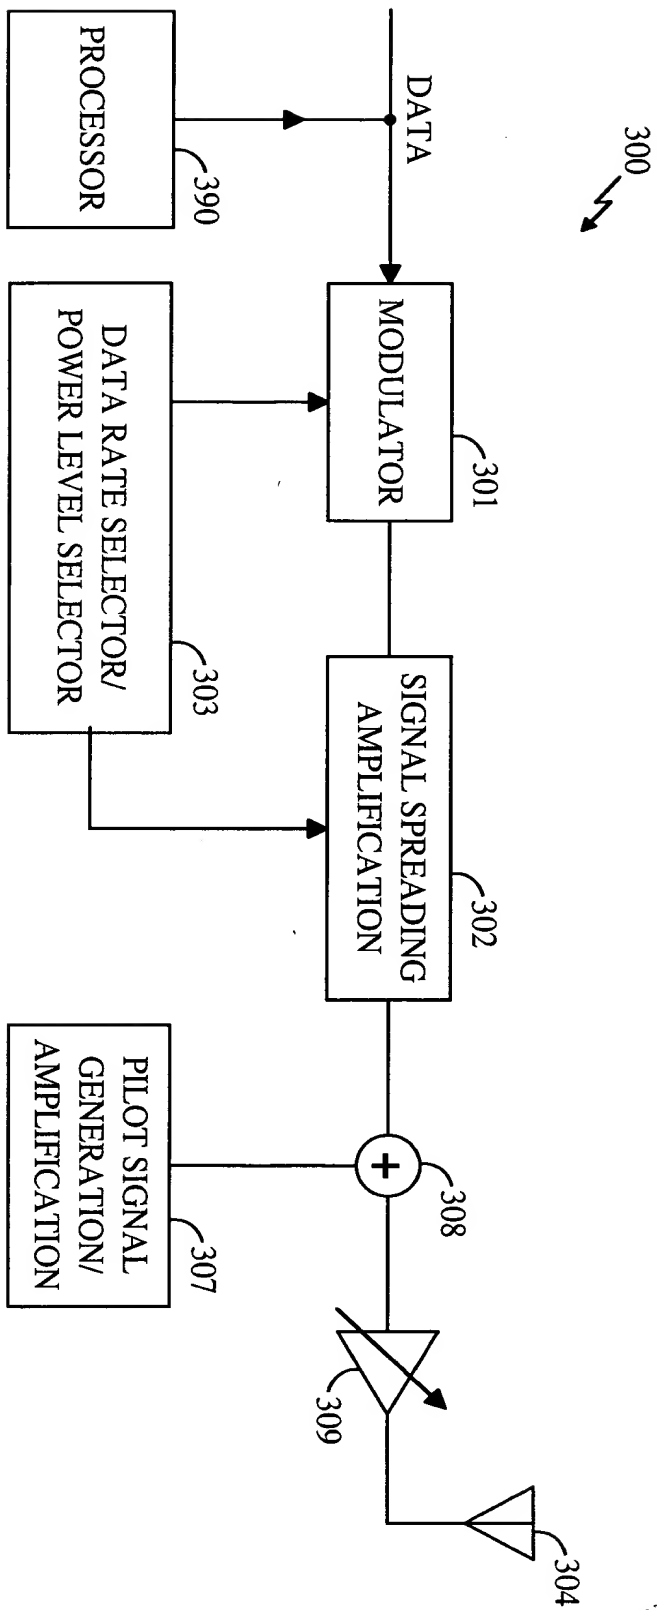 300
DATA
MODULATOR
301
SIGNAL SPREADING
AMPLIFICATION
302
+
308
309
304
PROCESSOR
390
DATA RATE SELECTOR/
POWER LEVEL SELECTOR
303
PILOT SIGNAL
GENERATION/
AMPLIFICATION
307